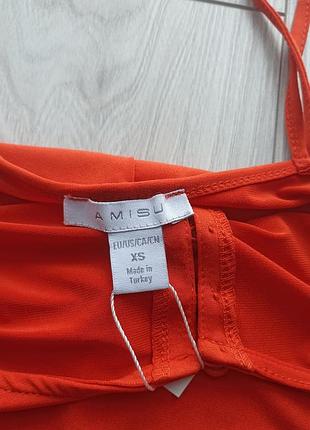 AMISU
EU/US/CA/CN
XS
Made in
Turkey